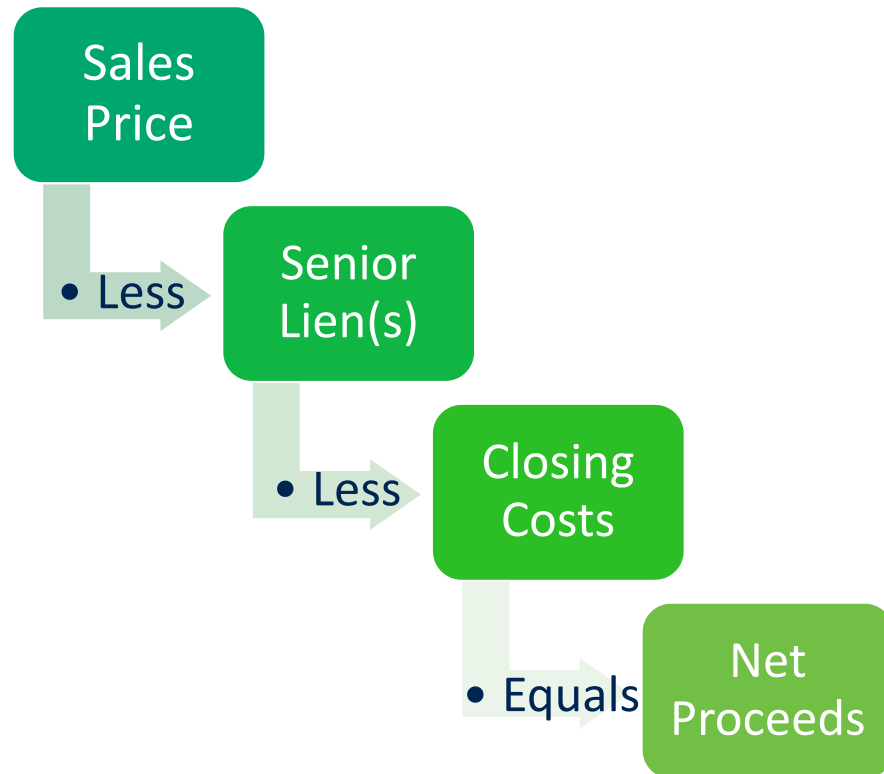 Sales
Price
• Less
Senior
Lien(s)
• Less
Closing
Costs
• Equals
Net
Proceeds